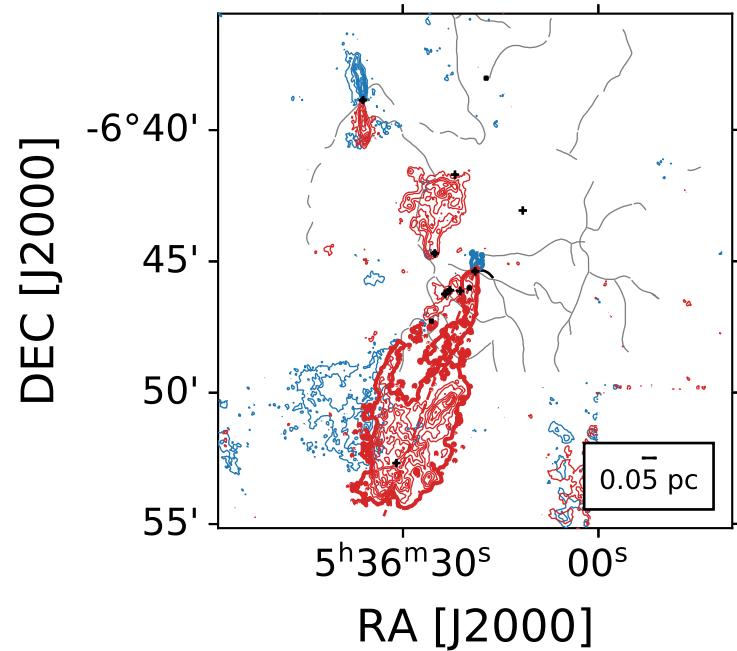 DEC [J2000]
-6°40'
45'
50'
55'
0.05 pc
5ʰ36ᵐ30ˢ 00ˢ
RA [J2000]